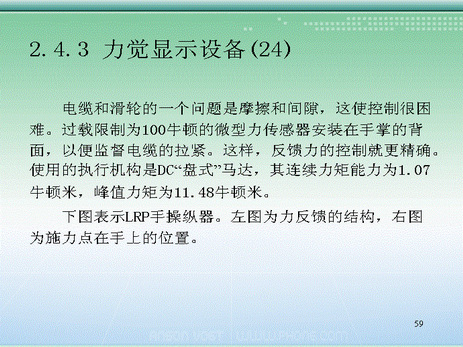 2.4.3 力觉显示设备(24)
电缆和滑轮的一个问题是摩擦和间隙，这使控制很困
难。过载限制为100牛顿的微型力传感器安装在手掌的背
面，以便监督电缆的拉紧。这样，反馈力的控制就更精确。
使用的执行机构是DC“盘式”马达，其连续力矩能力为1.07
牛顿米，峰值力矩为11.48牛顿米。
下图表示LRP手操纵器。左图为力反馈的结构，右图
为施力点在手上的位置。
59